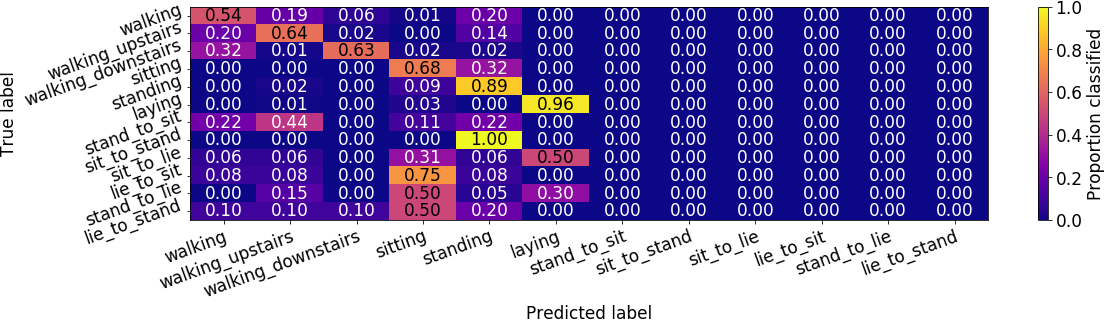 True label
walking 0.54 0.19 0.06 0.01 0.20 0.00 0.00 0.00 0.00 0.00 0.00 0.00
walking_upstairs 0.20 0.64 0.02 0.00 0.14 0.00 0.00 0.00 0.00 0.00 0.00 0.00
walking_downstairs 0.32 0.01 0.63 0.02 0.02 0.00 0.00 0.00 0.00 0.00 0.00 0.00
sitting 0.00 0.00 0.00 0.68 0.32 0.00 0.00 0.00 0.00 0.00 0.00 0.00
standing 0.00 0.02 0.00 0.09 0.89 0.00 0.00 0.00 0.00 0.00 0.00 0.00
laying 0.00 0.01 0.00 0.03 0.00 0.96 0.00 0.00 0.00 0.00 0.00 0.00
stand_to_sit 0.22 0.44 0.00 0.11 0.22 0.00 0.00 0.00 0.00 0.00 0.00 0.00
sit_to_stand 0.00 0.00 0.00 0.00 1.00 0.00 0.00 0.00 0.00 0.00 0.00 0.00
sit_to_lie 0.06 0.06 0.00 0.31 0.06 0.50 0.00 0.00 0.00 0.00 0.00 0.00
lie_to_sit 0.08 0.08 0.00 0.75 0.08 0.00 0.00 0.00 0.00 0.00 0.00 0.00
stand_to_lie 0.00 0.15 0.00 0.50 0.05 0.30 0.00 0.00 0.00 0.00 0.00 0.00
lie_to_stand 0.10 0.10 0.10 0.50 0.20 0.00 0.00 0.00 0.00 0.00 0.00 0.00
walking walking_upstairs walking_downstairs sitting standing laying stand_to_sit sit_to_stand sit_to_lie lie_to_sit stand_to_lie lie_to_stand
Predicted label
1.0
0.8
0.6
0.4
0.2
0.0
Proportion classified